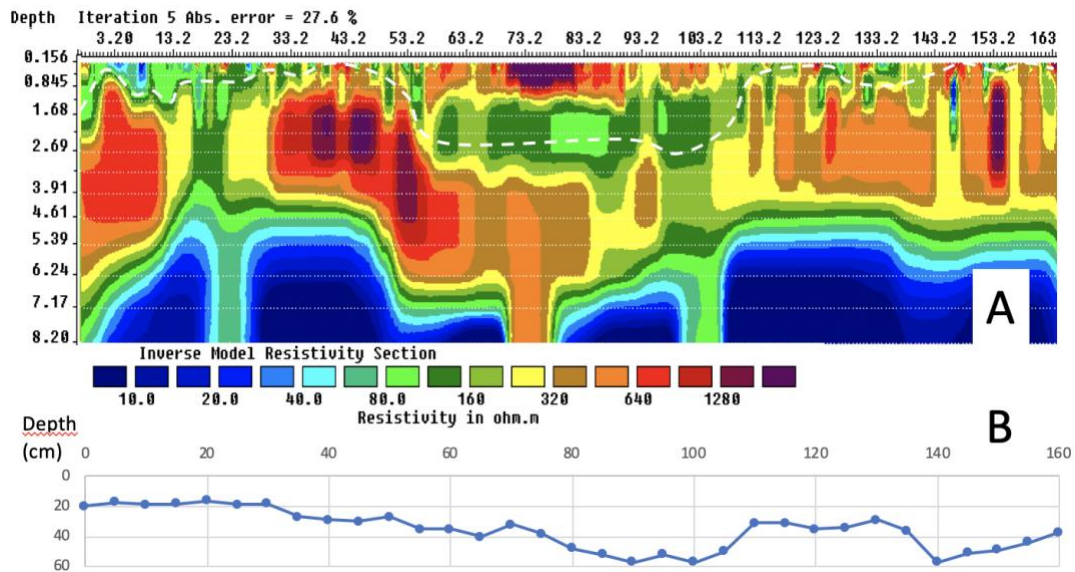 Depth Iteration 5 Abs. error = 27.6 %
3.20 13.2 23.2 33.2 43.2 53.2 63.2 73.2 83.2 93.2 103.2 113.2 123.2 133.2 143.2 153.2 163
0.156
0.845
1.68
2.69
3.91
4.61
5.39
6.24
7.17
8.20
A
Inverse Model Resistivity Section
10.0 20.0 40.0 80.0 160 320 640 1280
Resistivity in ohm.m
B
Depth
(cm)
0 20 40 60 80 100 120 140 160
0
20
40
60